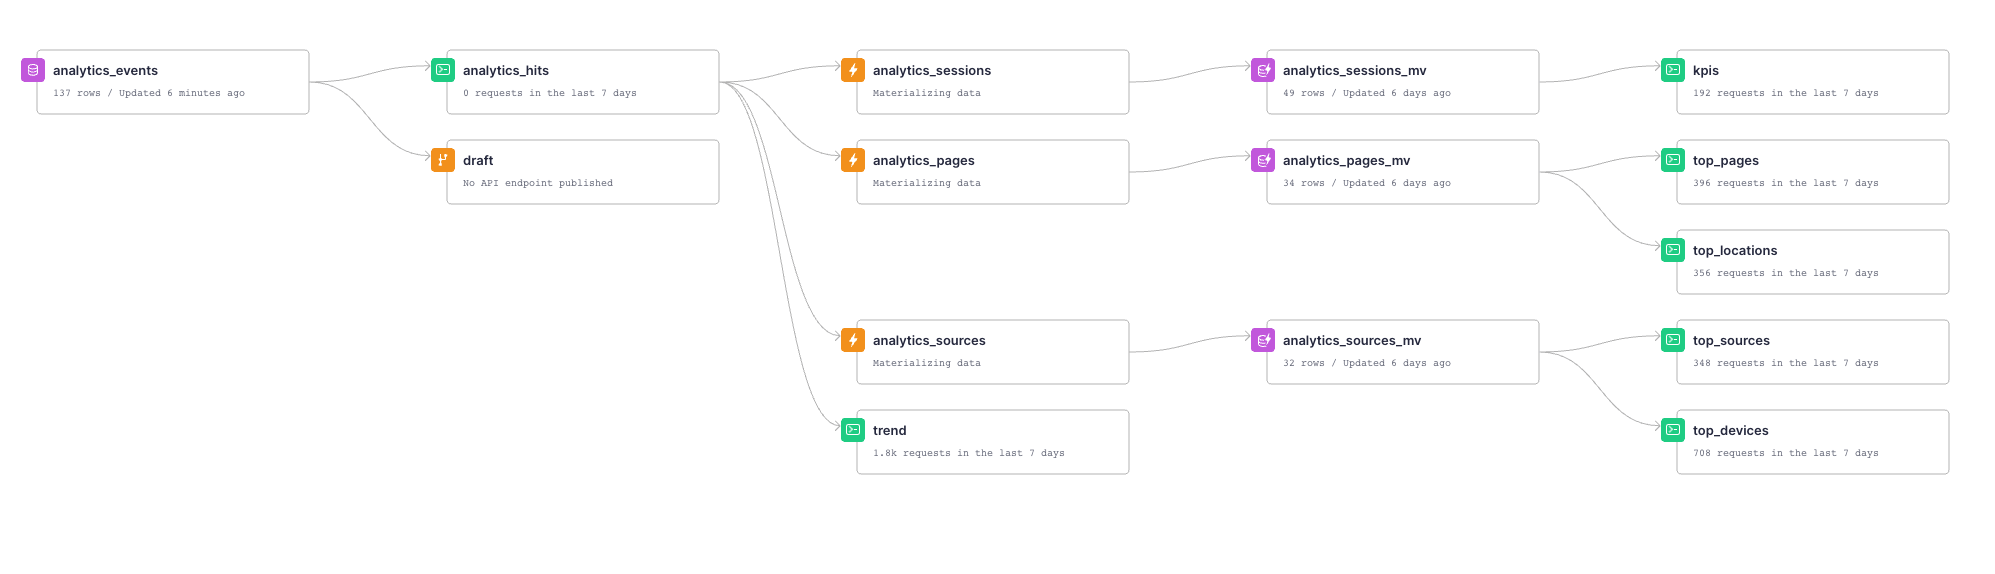 analytics_events
137 rows / Updated 6 minutes ago
analytics_hits
0 requests in the last 7 days
draft
No API endpoint published
analytics_sessions
Materializing data
analytics_pages
Materializing data
analytics_sources
Materializing data
trend
1.8k requests in the last 7 days
analytics_sessions_mv
49 rows / Updated 6 days ago
analytics_pages_mv
34 rows / Updated 6 days ago
analytics_sources_mv
32 rows / Updated 6 days ago
kpis
192 requests in the last 7 days
top_pages
396 requests in the last 7 days
top_locations
356 requests in the last 7 days
top_sources
348 requests in the last 7 days
top_devices
708 requests in the last 7 days